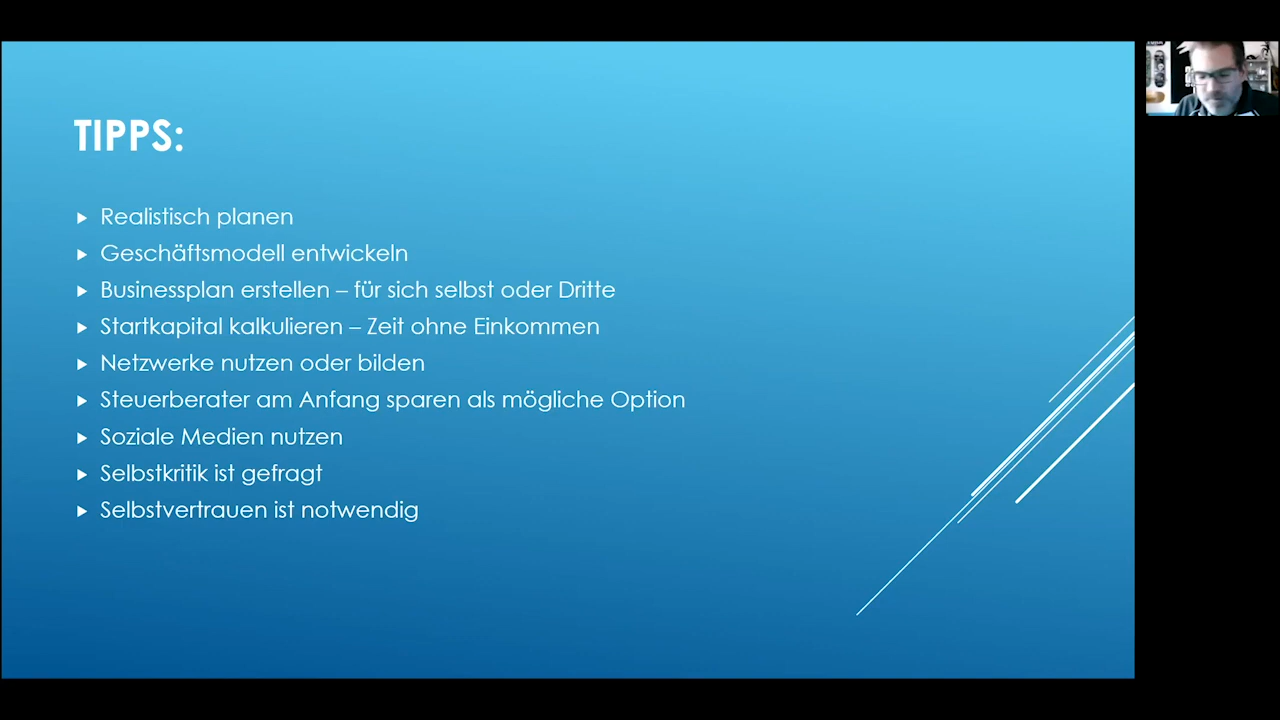 TIPPS:
Realistisch planen
Geschäftsmodell entwickeln
Businessplan erstellen – für sich selbst oder Dritte
Startkapital kalkulieren – Zeit ohne Einkommen
Netzwerke nutzen oder bilden
Steuerberater am Anfang sparen als mögliche Option
Soziale Medien nutzen
Selbstkritik ist gefragt
Selbstvertrauen ist notwendig